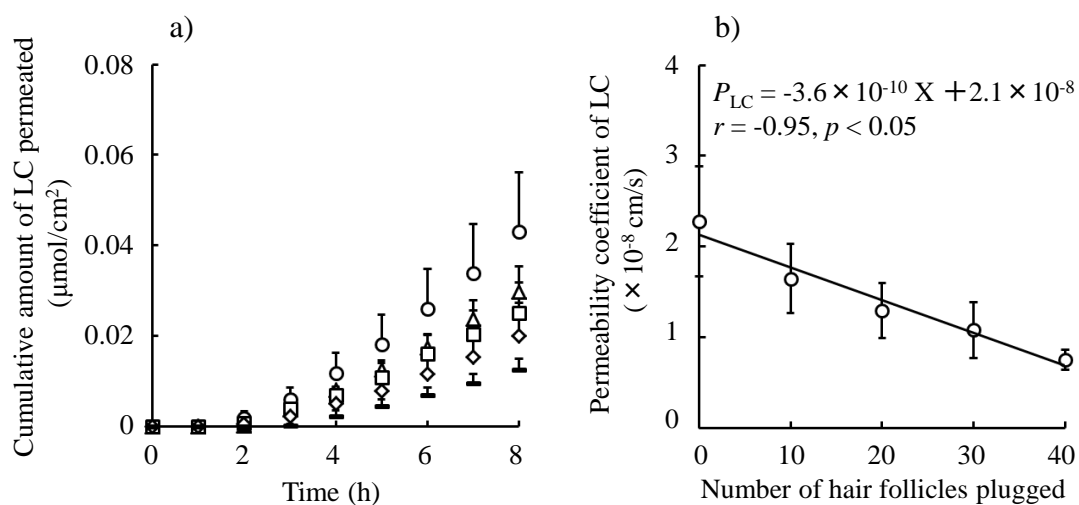 a)
Cumulative amount of LC permeated
(μmol/cm²)
0.08
0.06
0.04
0.02
0
0 2 4 6 8
Time (h)
b)
Permeability coefficient of LC
(×10⁻⁸ cm/s)
4
3
2
1
0
P_LC = -3.6×10⁻¹⁰ X +2.1×10⁻⁸
r = -0.95, p < 0.05
0 10 20 30 40
Number of hair follicles plugged